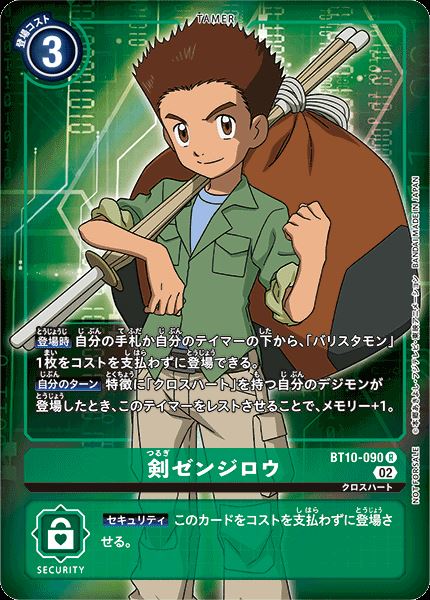 TAMER
登場コスト
3
登場時 自分の手札か自分のテイマーの下から、「バリスタモン」
1枚をコストを支払わずに登場できる。
自分のターン 特徴に「クロスハート」を持つ自分のデジモンが
登場したとき、このテイマーをレストさせることで、メモリー+1。
つるぎ
剣ゼンジロウ
BT10-090 R
02
クロスハート
セキュリティ このカードをコストを支払わずに登場さ
せる。
SECURITY
©本郷あきよし・フジテレビ・東映アニメーション BANDAI MADE IN JAPAN
NOT FOR SALE